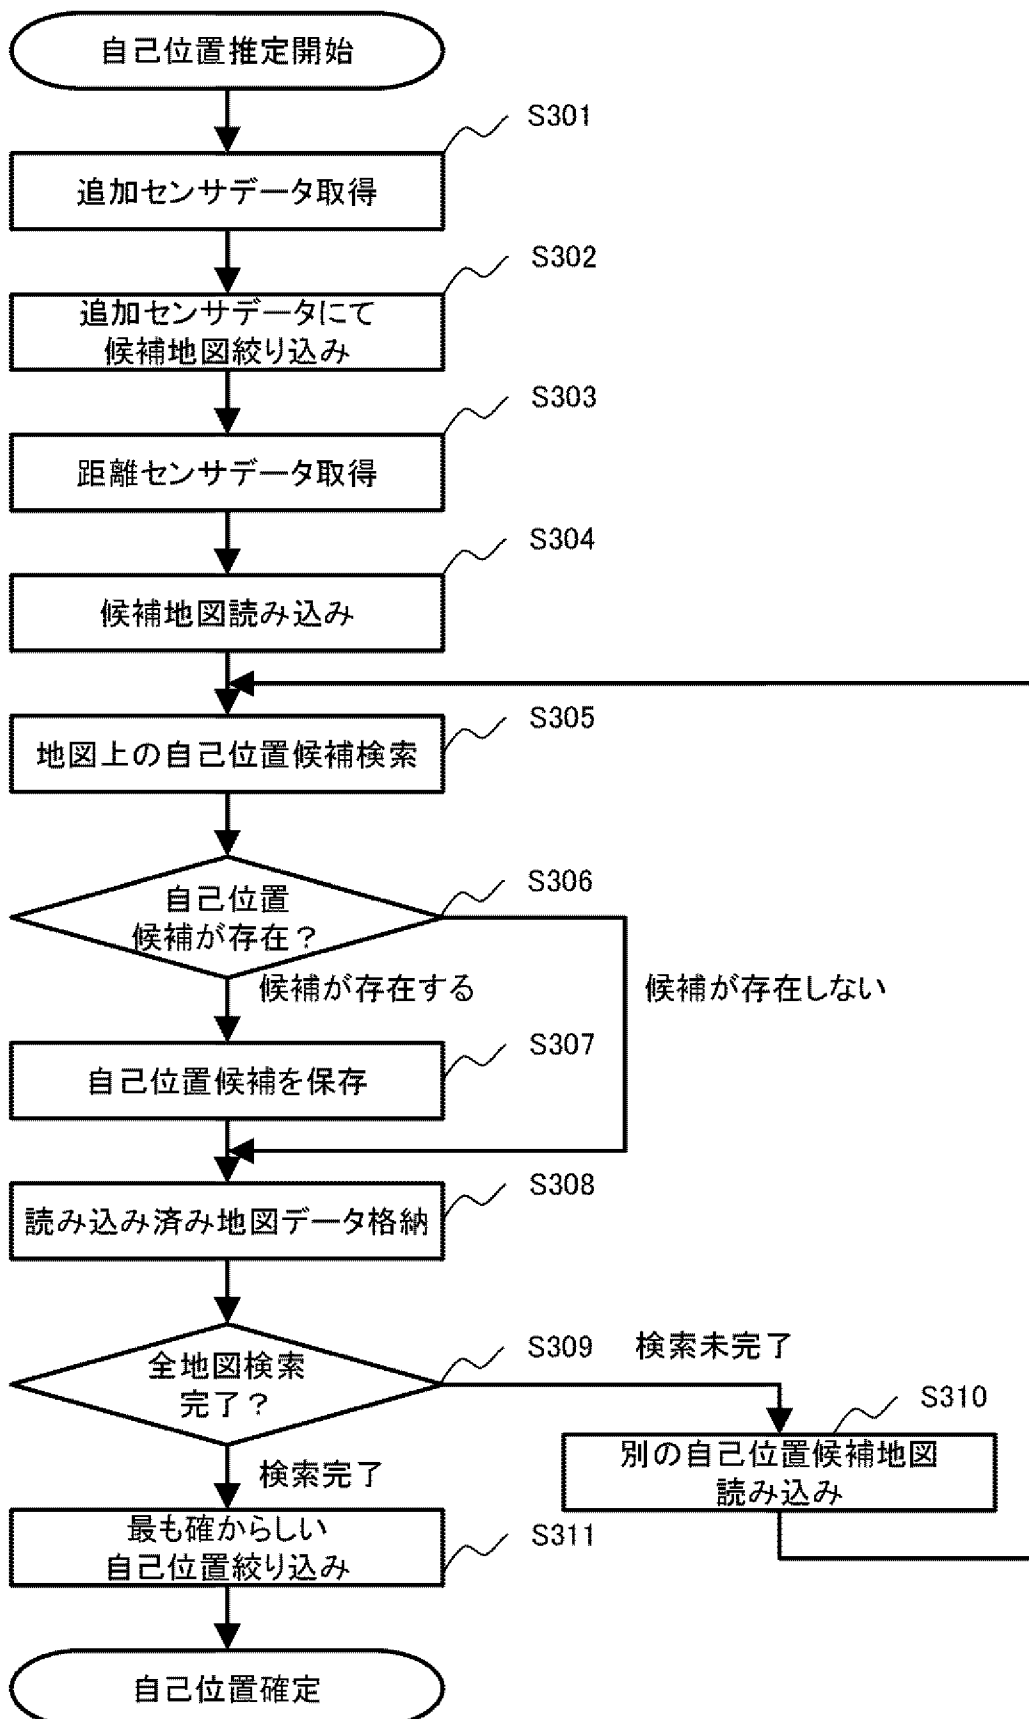 自己位置推定開始
S301
追加センサデータ取得
S302
追加センサデータにて
候補地図絞り込み
S303
距離センサデータ取得
S304
候補地図読み込み
S305
地図上の自己位置候補検索
S306
自己位置
候補が存在?
候補が存在する
候補が存在しない
S307
自己位置候補を保存
S308
読み込み済み地図データ格納
S309
検索未完了
全地図検索
完了?
S310
別の自己位置候補地図
読み込み
検索完了
S311
最も確からしい
自己位置絞り込み
自己位置確定